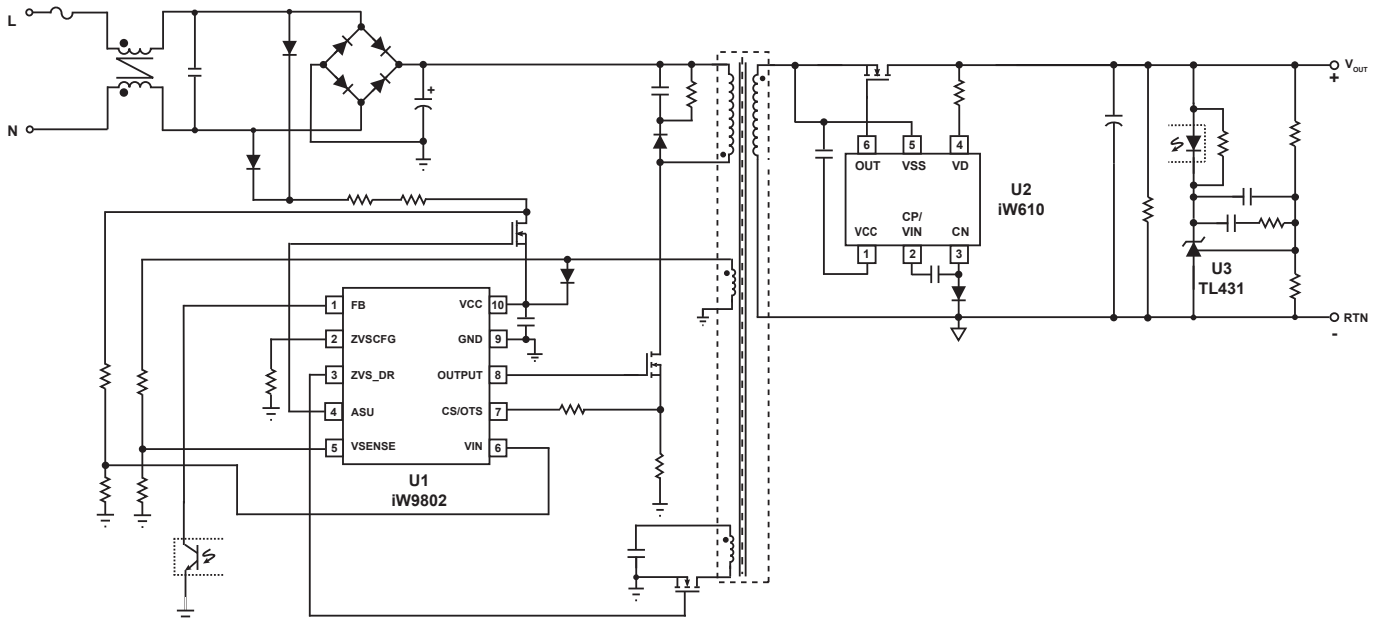 L
N
+
V OUT
+
6 5 4
OUT VSS VD
U2
iW610
CP/
VCC VIN CN
1 2 3
U3
TL431
RTN
-
1 FB
2 ZVSCFG
3 ZVS_DR
4 ASU
5 VSENSE
VCC 10
GND 9
OUTPUT 8
CS/OTS 7
VIN 6
U1
iW9802